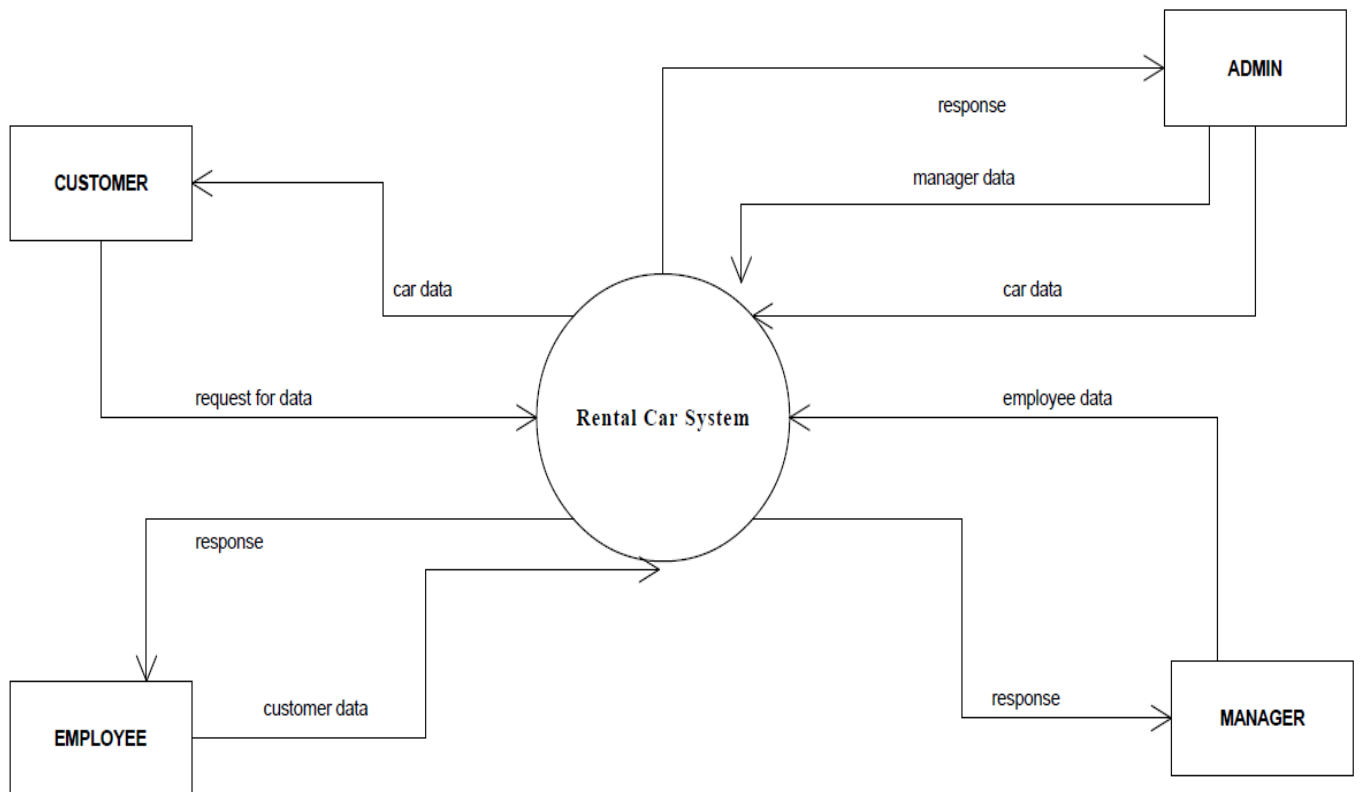 ADMIN
response
CUSTOMER
manager data
car data
car data
request for data
employee data
Rental Car System
response
response
customer data
EMPLOYEE
MANAGER